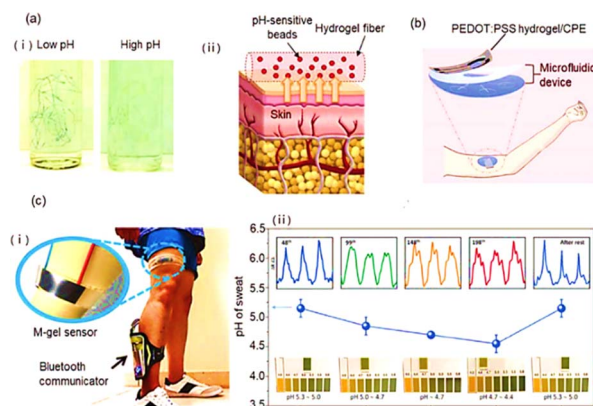 (a)
(i) Low pH High pH
(ii)
pH-sensitive beads
Hydrogel fiber
Skin
(b)
PEDOT:PSS hydrogel/CPE
Microfluidic device
(c)
(i)
M-gel sensor
Bluetooth communicator
(ii)
pH of sweat
6.5
6.0
5.5
5.0
4.5
4.0
3.5
48th
99th
148th
198th
After rest
pH 5.3 - 5.0
pH 5.0 - 4.7
pH ~ 4.7
pH 4.7 - 4.4
pH 5.3 - 5.0